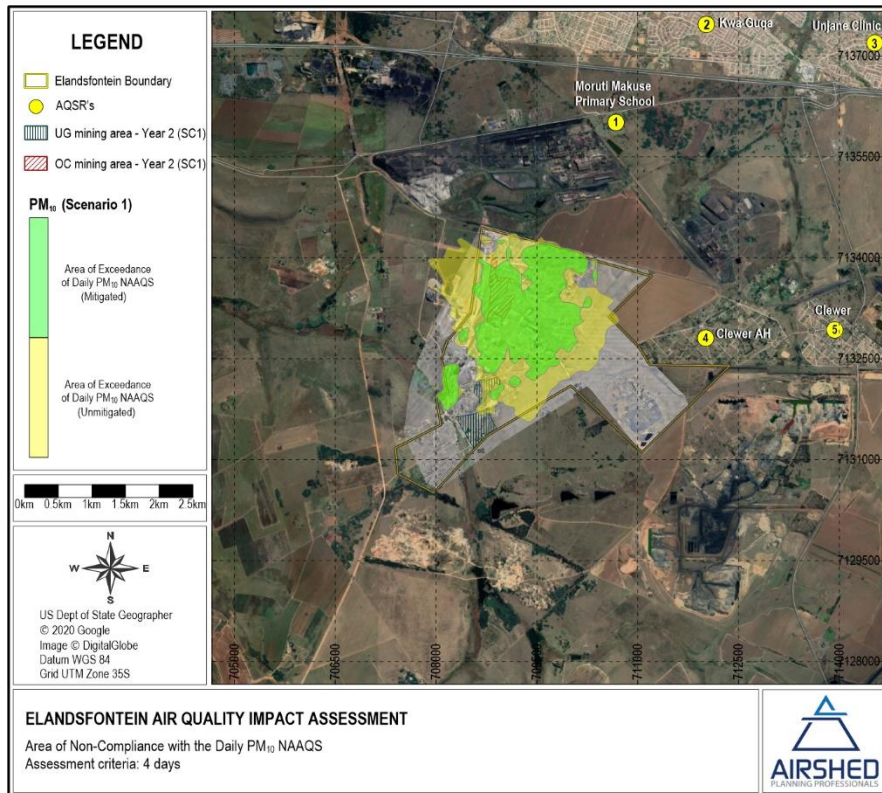 LEGEND
Elandsfontein Boundary
AQSR's
UG mining area - Year 2 (SC1)
OC mining area - Year 2 (SC1)
PM₁₀ (Scenario 1)
Area of Exceedance
of Daily PM₁₀ NAAQS
(Mitigated)
Area of Exceedance
of Daily PM₁₀ NAAQS
(Unmitigated)
0km 0.5km 1km 1.5km 2km 2.5km
N
W E
S
US Dept of State Geographer
© 2020 Google
Image © DigitalGlobe
Datum WGS 84
Grid UTM Zone 35S
2 Kwa-Guqa
Unjane Clinic
3
7137000
Moruti Makuse
Primary School
1
7135500
7134000
Clewer
4 Clewer AH
5
7132500
7131000
7129500
7128000
705000
706500
708000
711000
712500
714000
ELANDSFONTEIN AIR QUALITY IMPACT ASSESSMENT
Area of Non-Compliance with the Daily PM₁₀ NAAQS
Assessment criteria: 4 days
AIRSHED
PLANNING PROFESSIONALS